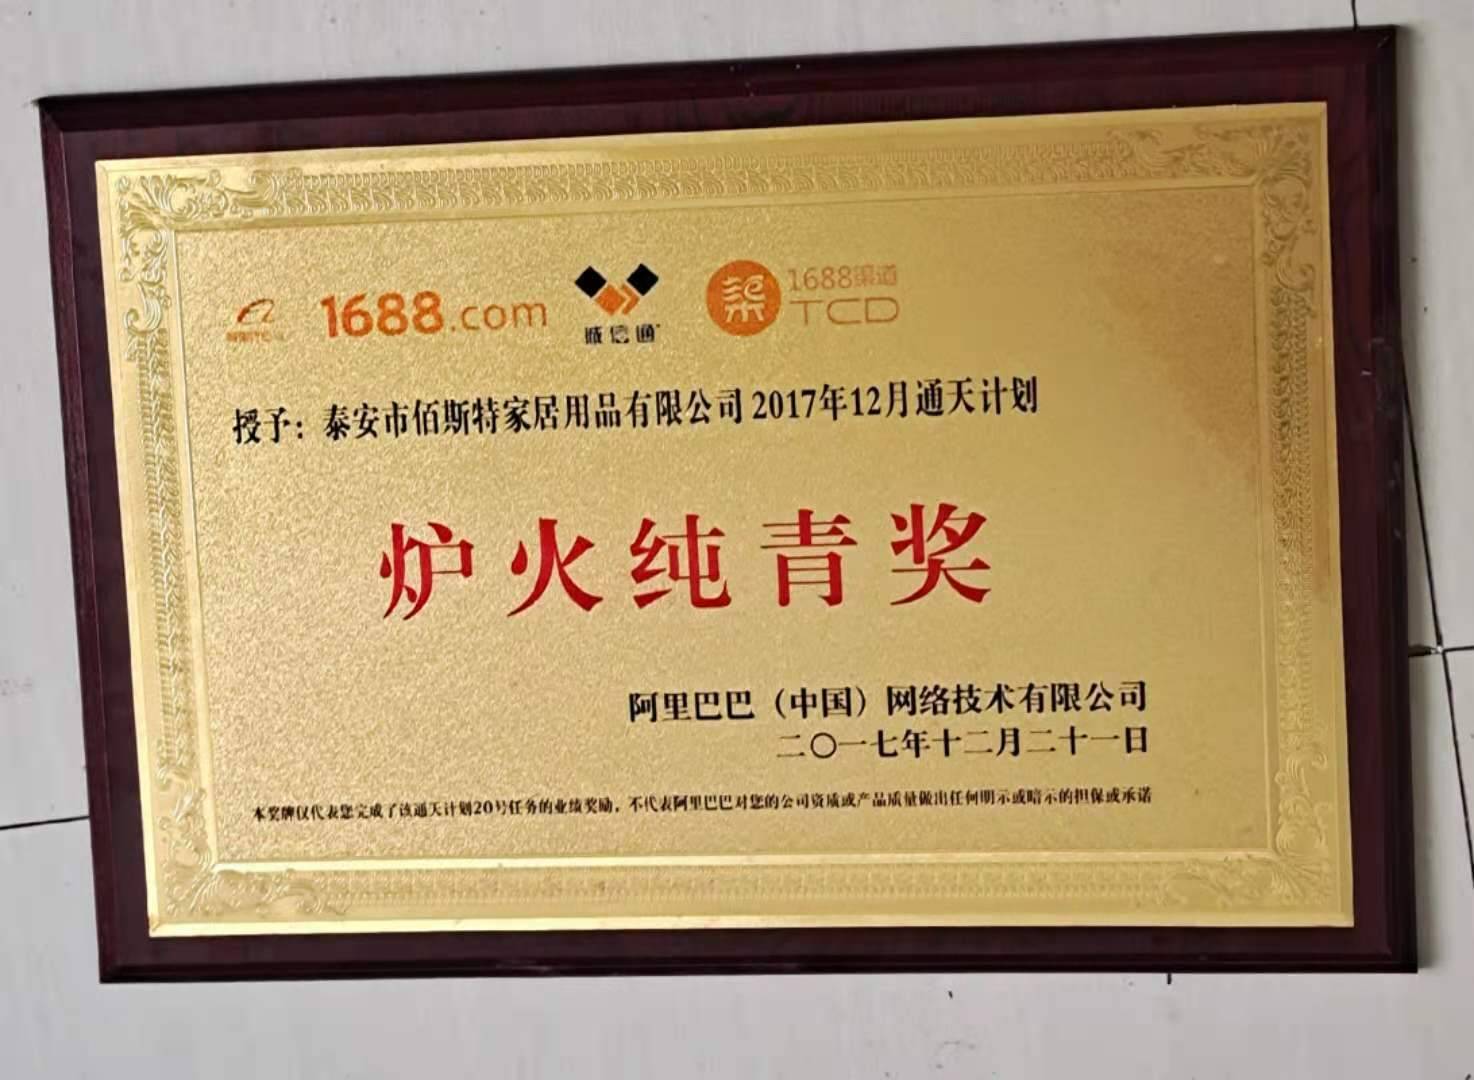 1688.com
诚信通
柒
1688渠道
TCD
授予：泰安市佰斯特家居用品有限公司 2017年12月通天计划
炉火纯青奖
阿里巴巴（中国）网络技术有限公司
二〇一七年十二月二十一日
本奖牌仅代表您完成了该通天计划20号任务的业绩奖励，不代表阿里巴巴对您的公司资质或产品质量做出任何明示或暗示的担保或承诺